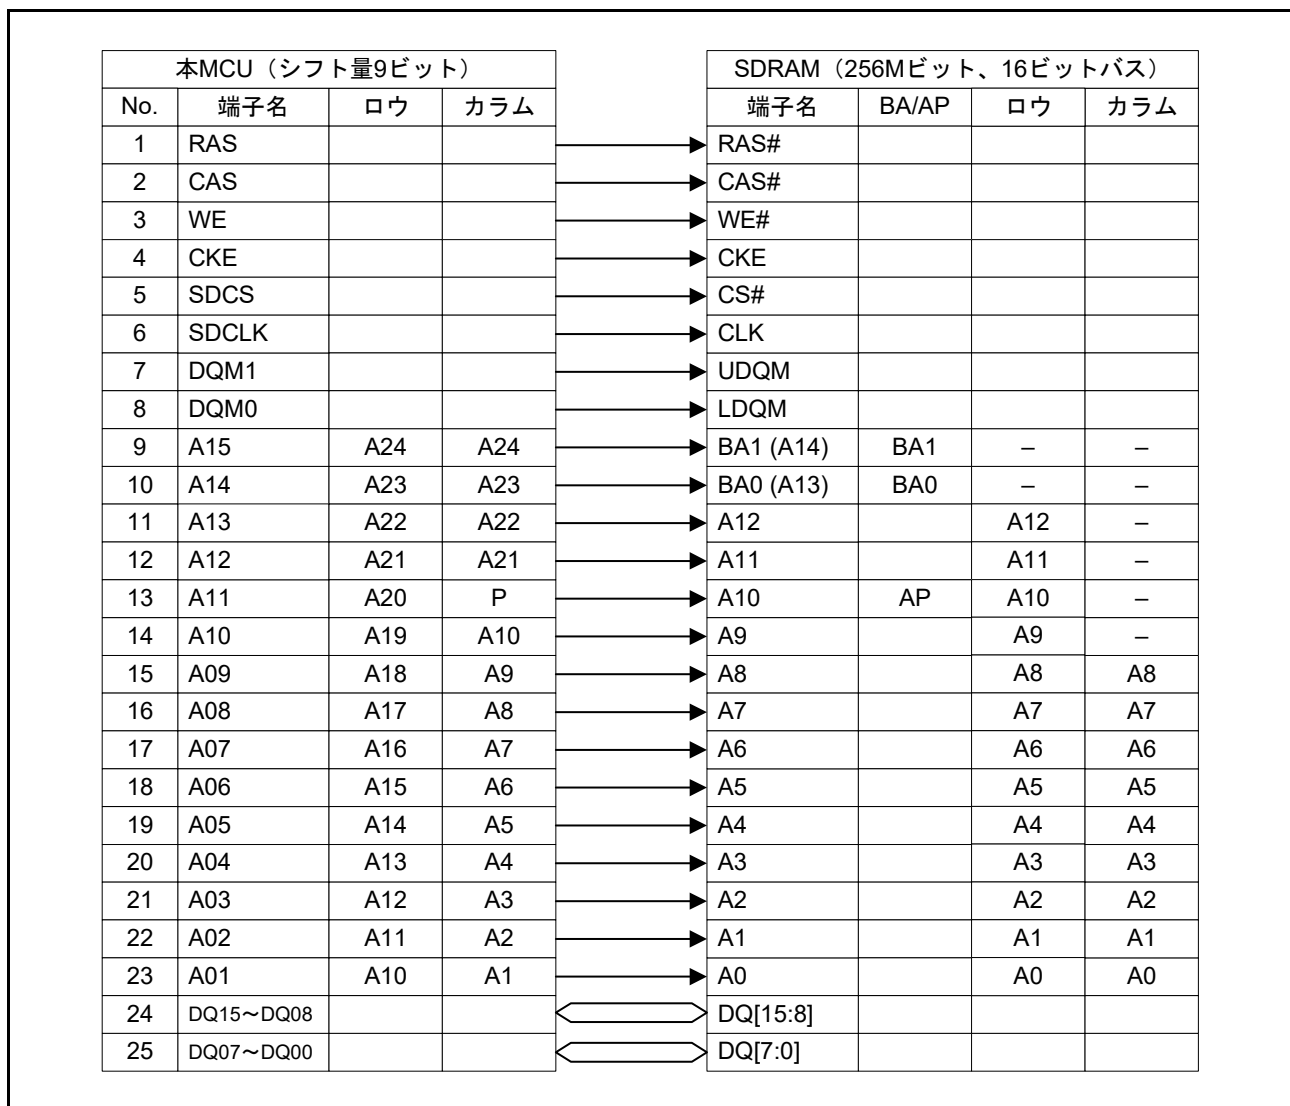 本MCU（シフト量9ビット） SDRAM（256Mビット、16ビットバス）
No. 端子名 ロウ カラム 端子名 BA/AP ロウ カラム
1 RAS RAS#
2 CAS CAS#
3 WE WE#
4 CKE CKE
5 SDCS CS#
6 SDCLK CLK
7 DQM1 UDQM
8 DQM0 LDQM
9 A15 A24 A24 BA1 (A14) BA1 – –
10 A14 A23 A23 BA0 (A13) BA0 – –
11 A13 A22 A22 A12 A12 –
12 A12 A21 A21 A11 A11 –
13 A11 A20 P A10 AP A10 –
14 A10 A19 A10 A9 A9 –
15 A09 A18 A9 A8 A8 A8
16 A08 A17 A8 A7 A7 A7
17 A07 A16 A7 A6 A6 A6
18 A06 A15 A6 A5 A5 A5
19 A05 A14 A5 A4 A4 A4
20 A04 A13 A4 A3 A3 A3
21 A03 A12 A3 A2 A2 A2
22 A02 A11 A2 A1 A1 A1
23 A01 A10 A1 A0 A0 A0
24 DQ15～DQ08 DQ[15:8]
25 DQ07～DQ00 DQ[7:0]